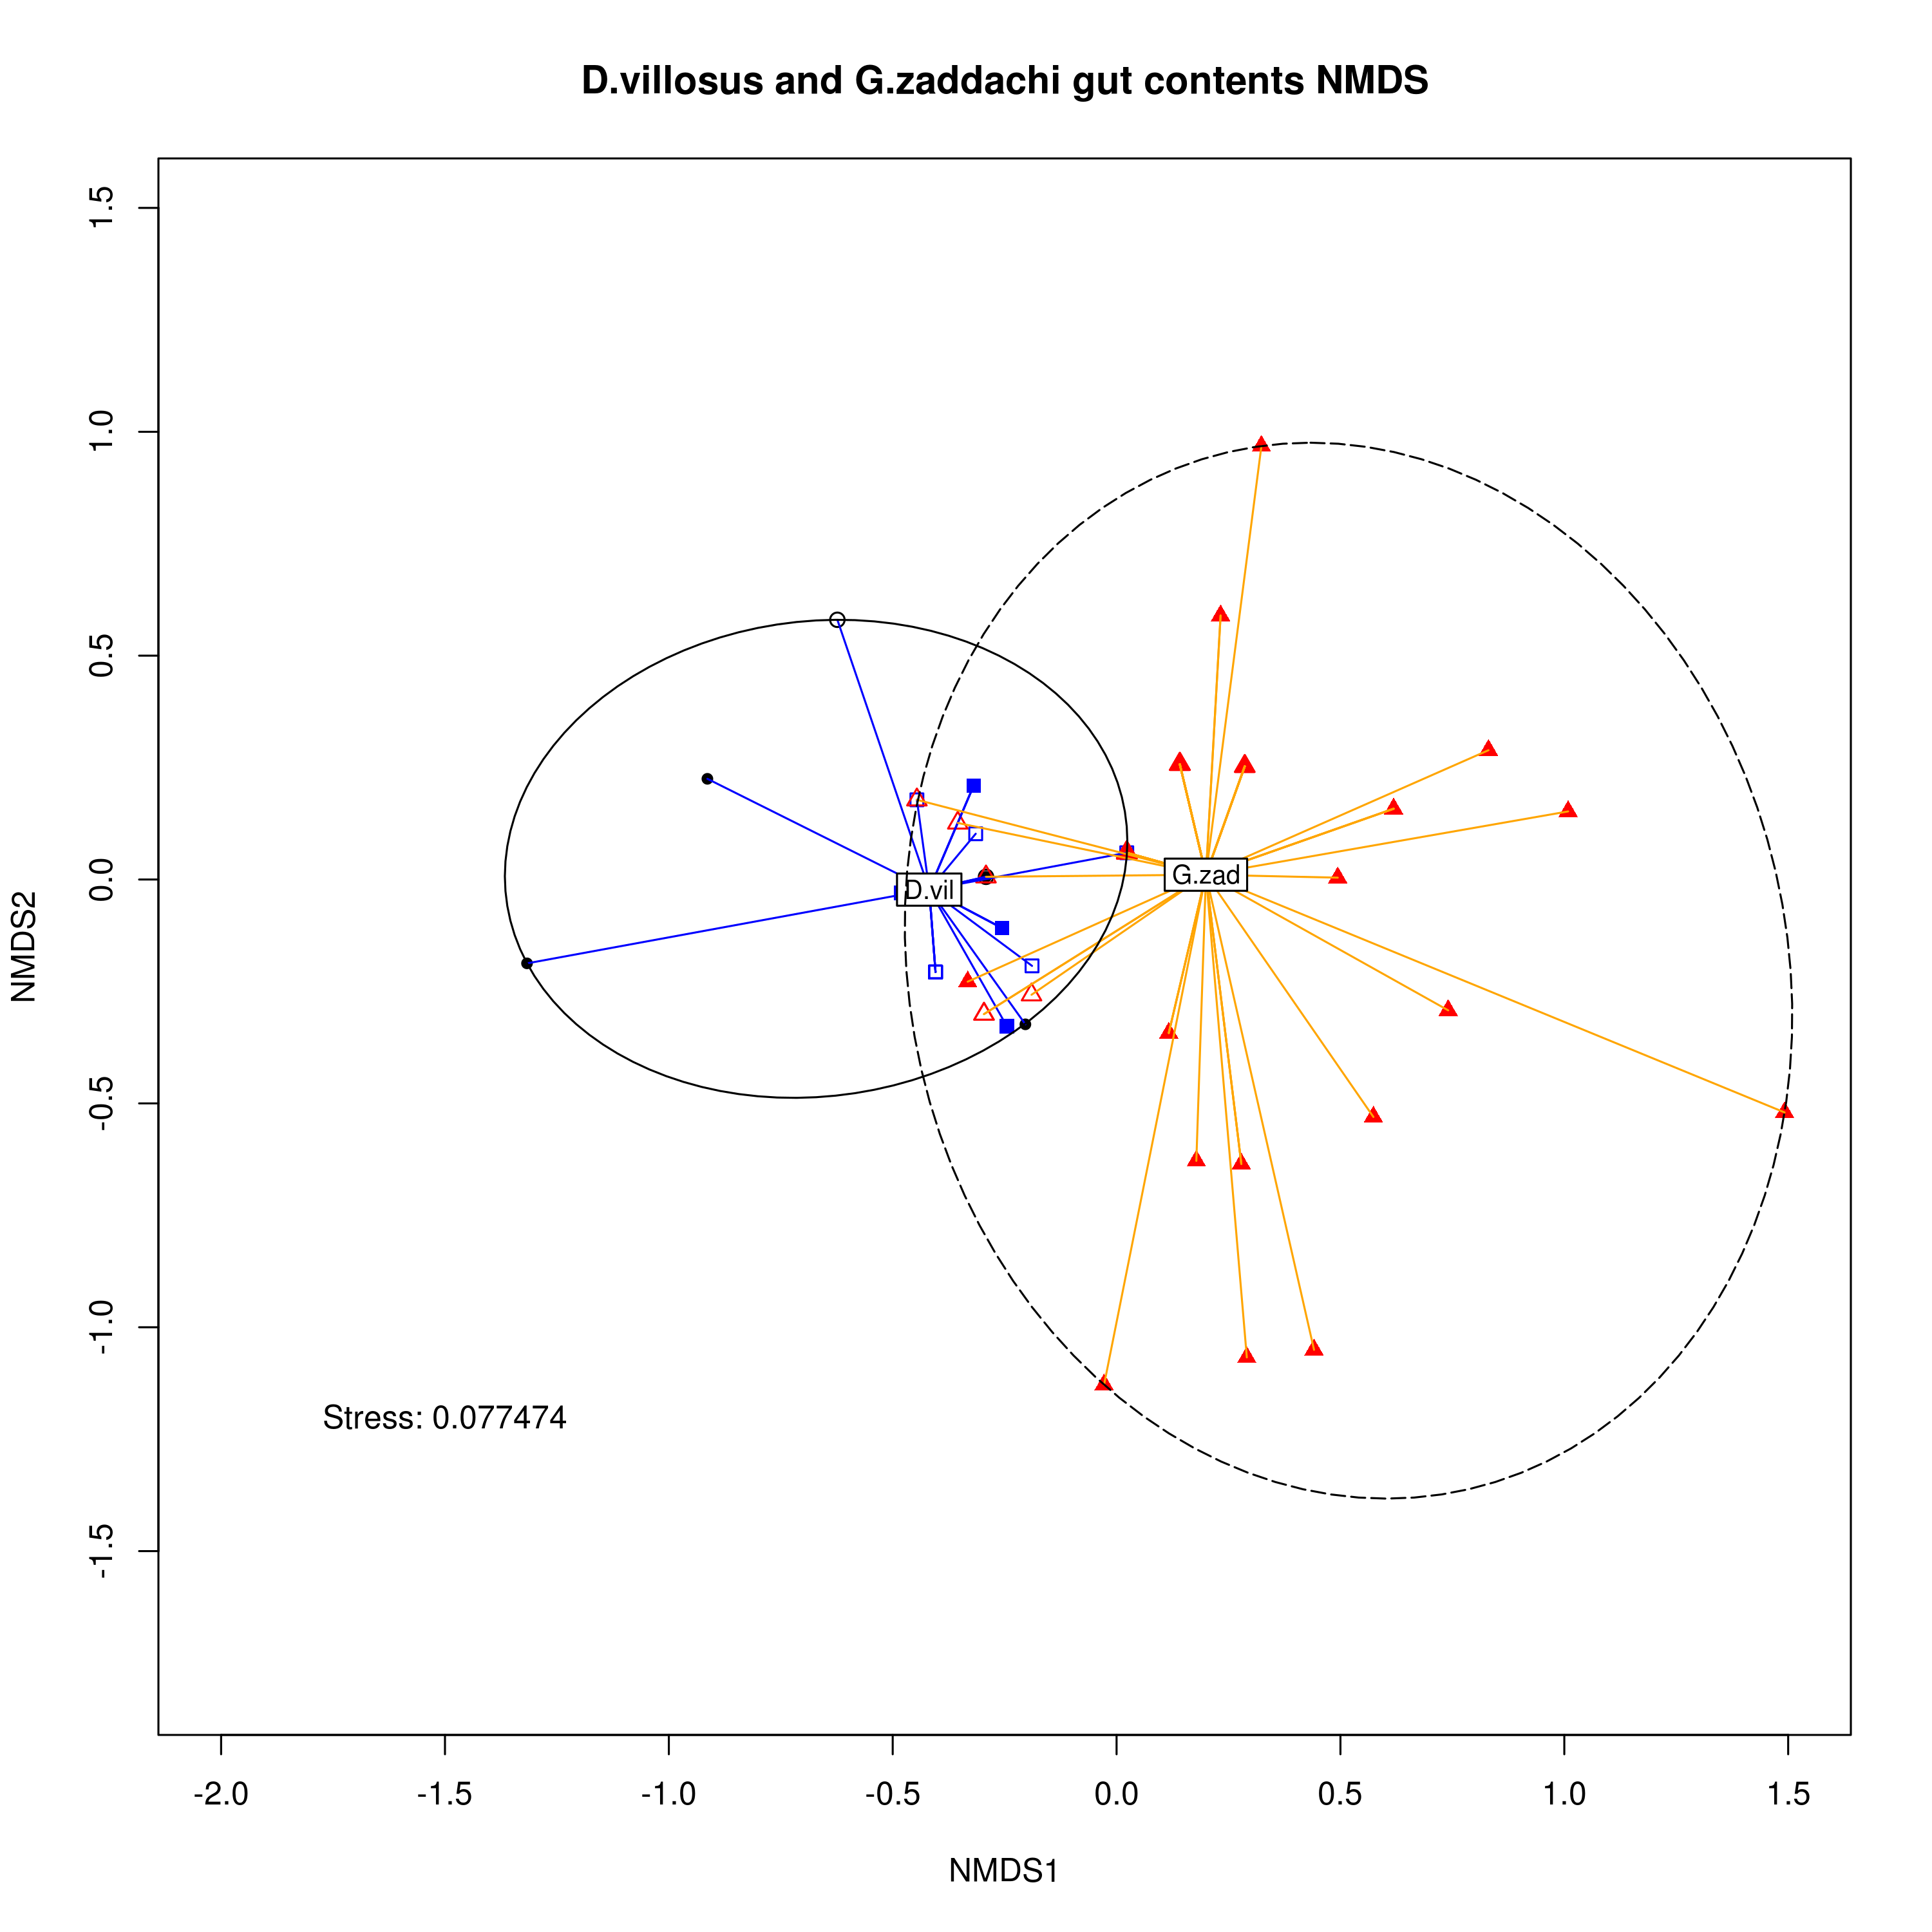 D.villosus and G.zaddachi gut contents NMDS
1.5
1.0
0.5
0.0
-0.5
-1.0
-1.5
NMDS2
D.vil
G.zad
Stress: 0.077474
-2.0 -1.5 -1.0 -0.5 0.0 0.5 1.0 1.5
NMDS1